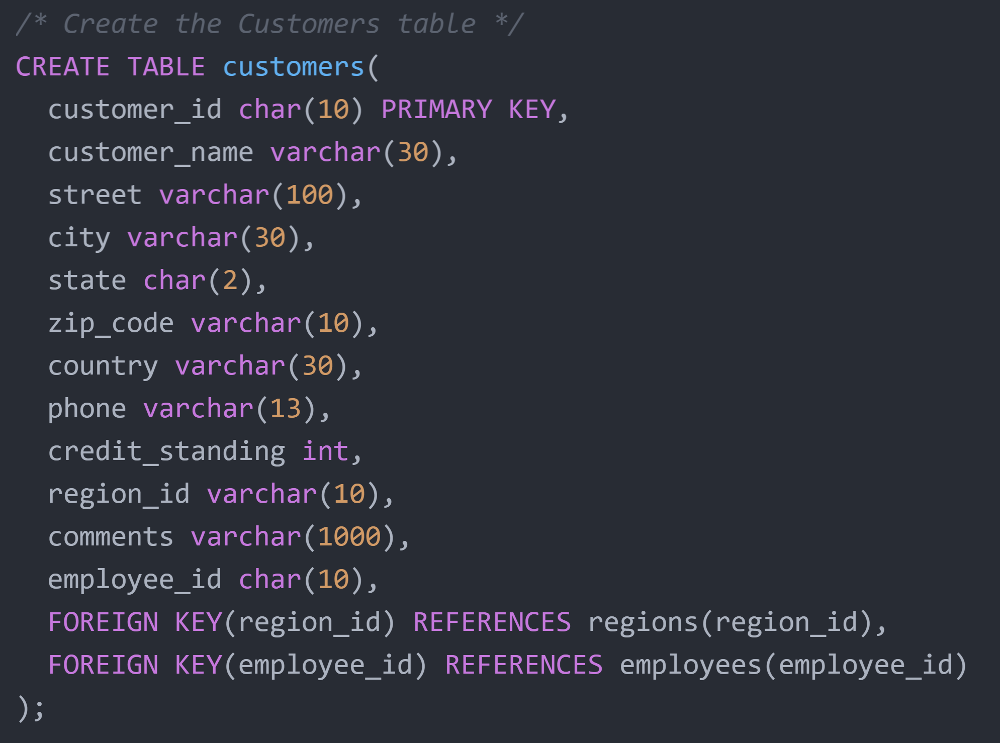 /* Create the Customers table */
CREATE TABLE customers(
  customer_id char(10) PRIMARY KEY,
  customer_name varchar(30),
  street varchar(100),
  city varchar(30),
  state char(2),
  zip_code varchar(10),
  country varchar(30),
  phone varchar(13),
  credit_standing int,
  region_id varchar(10),
  comments varchar(1000),
  employee_id char(10),
  FOREIGN KEY(region_id) REFERENCES regions(region_id),
  FOREIGN KEY(employee_id) REFERENCES employees(employee_id)
);